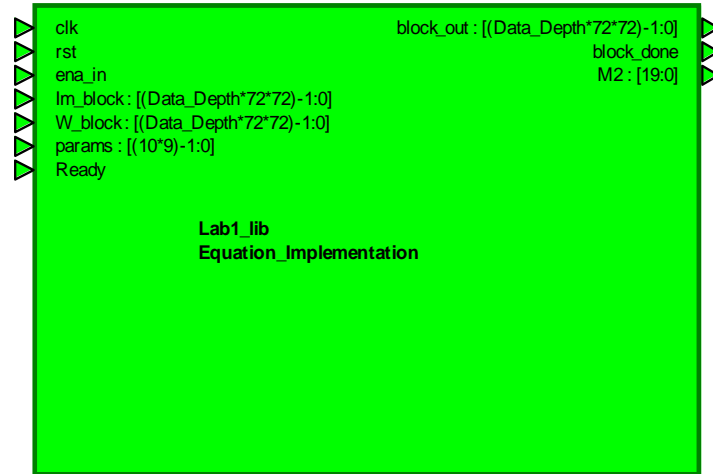 clk block_out : [(Data_Depth*72*72)-1:0]
rst block_done
ena_in M2 : [19:0]
Im_block : [(Data_Depth*72*72)-1:0]
W_block : [(Data_Depth*72*72)-1:0]
params : [(10*9)-1:0]
Ready
Lab1_lib
Equation_Implementation